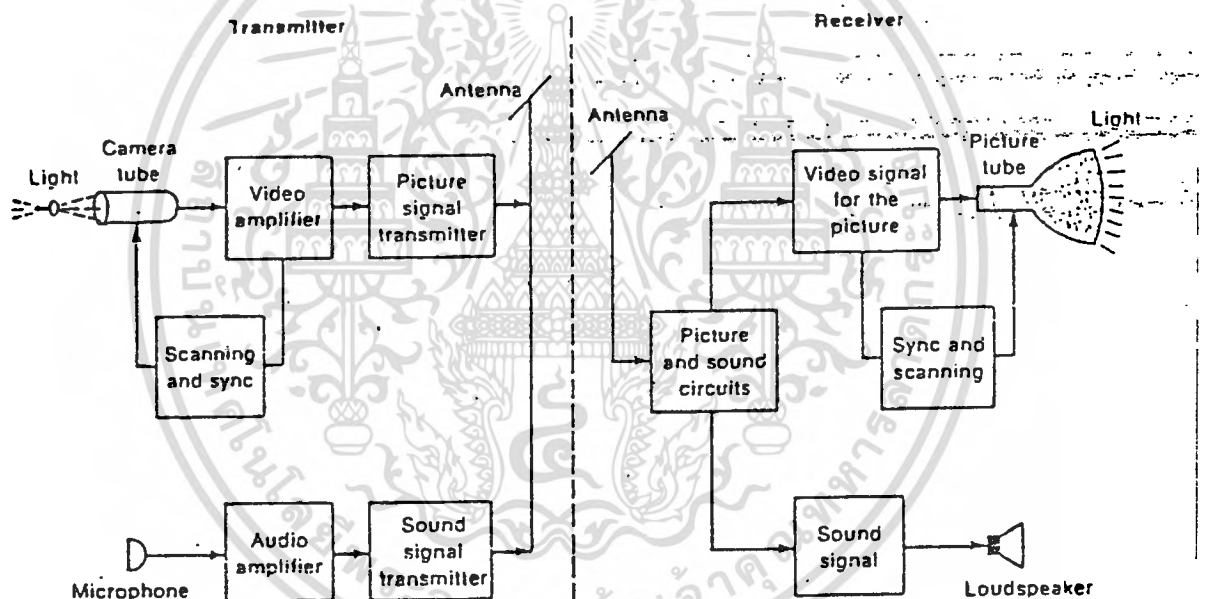 Transmitter
Antenna
Camera
tube
Light
Video
amplifier
Picture
signal
transmitter
Scanning
and sync
Audio
amplifier
Sound
signal
transmitter
Microphone
Receiver
Antenna
Light
Picture
tube
Video signal
for the
picture
Picture
and sound
circuits
Sync and
scanning
Sound
signal
Loudspeaker